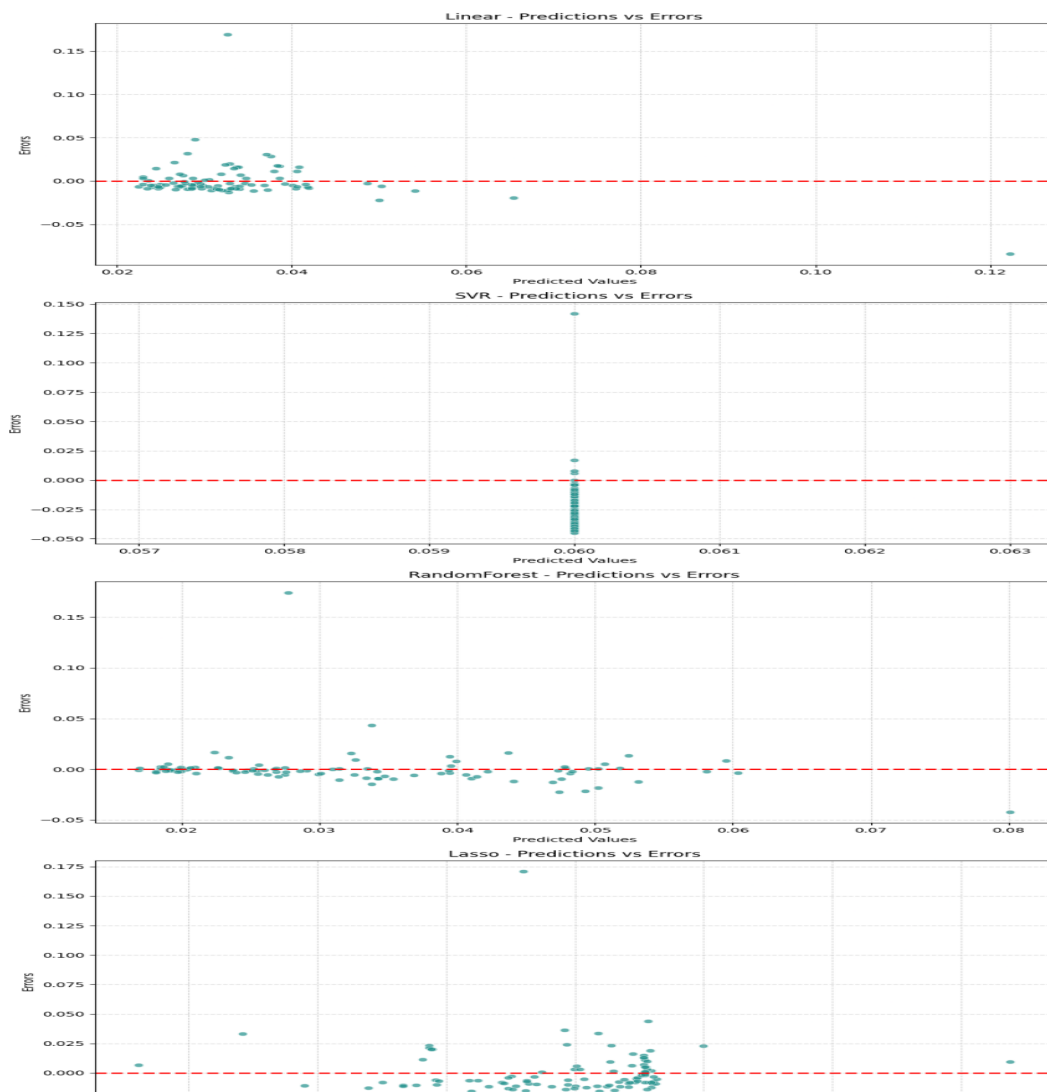 Linear - Predictions vs Errors
0.15
0.10
0.05
0.00
−0.05
Errors
0.02 0.04 0.06 0.08 0.10 0.12
Predicted Values
SVR - Predictions vs Errors
0.150
0.125
0.100
0.075
0.050
0.025
0.000
−0.025
−0.050
Errors
0.057 0.058 0.059 0.060 0.061 0.062 0.063
Predicted Values
RandomForest - Predictions vs Errors
0.15
0.10
0.05
0.00
−0.05
Errors
0.02 0.03 0.04 0.05 0.06 0.07 0.08
Predicted Values
Lasso - Predictions vs Errors
0.175
0.150
0.125
0.100
0.075
0.050
0.025
0.000
Errors